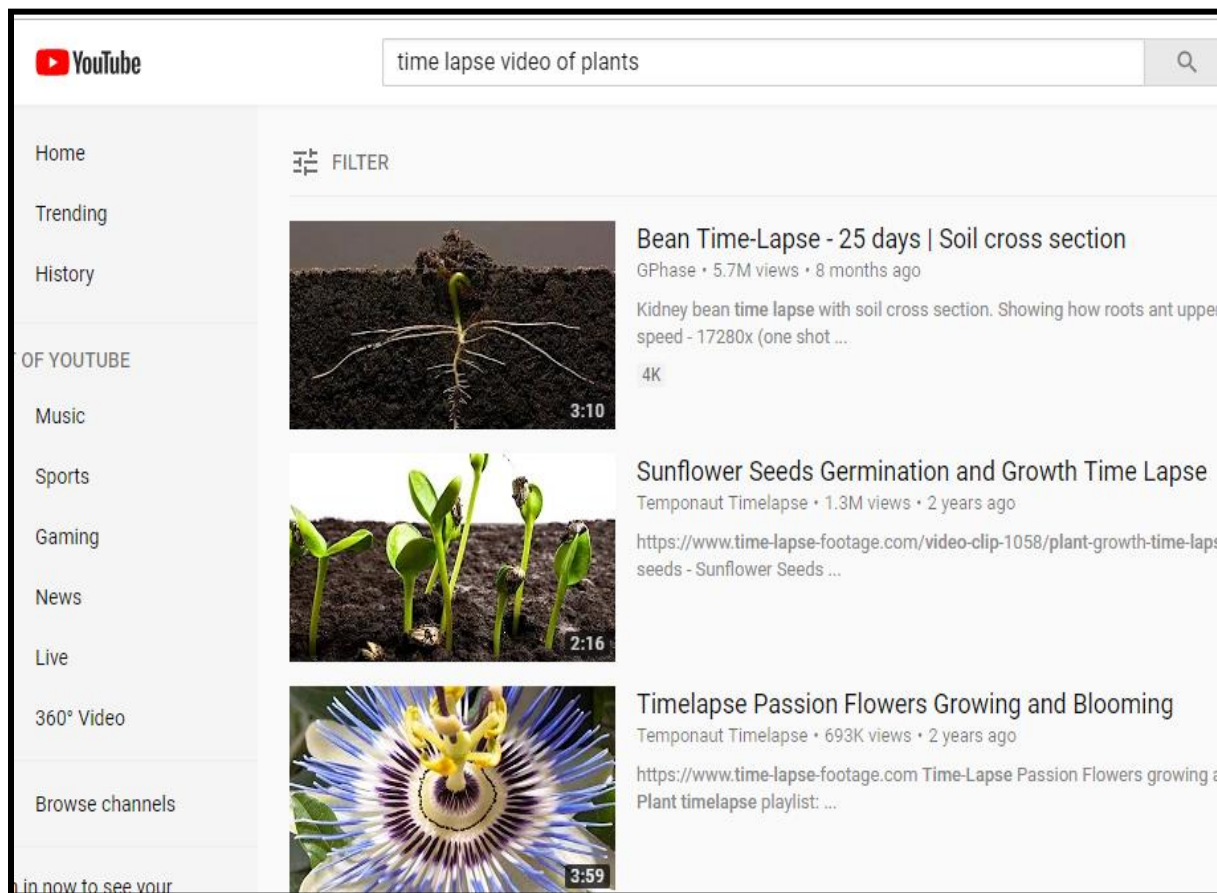 YouTube
time lapse video of plants
Home
Trending
History
OF YOUTUBE
Music
Sports
Gaming
News
Live
360° Video
Browse channels
in now to see your
FILTER
3:10
Bean Time-Lapse - 25 days | Soil cross section
GPhase • 5.7M views • 8 months ago
Kidney bean time lapse with soil cross section. Showing how roots ant upper
speed - 17280x (one shot ...
4K
2:16
Sunflower Seeds Germination and Growth Time Lapse
Temponaut Timelapse • 1.3M views • 2 years ago
https://www.time-lapse-footage.com/video-clip-1058/plant-growth-time-laps
seeds - Sunflower Seeds ...
3:59
Timelapse Passion Flowers Growing and Blooming
Temponaut Timelapse • 693K views • 2 years ago
https://www.time-lapse-footage.com Time-Lapse Passion Flowers growing a
Plant timelapse playlist: ...